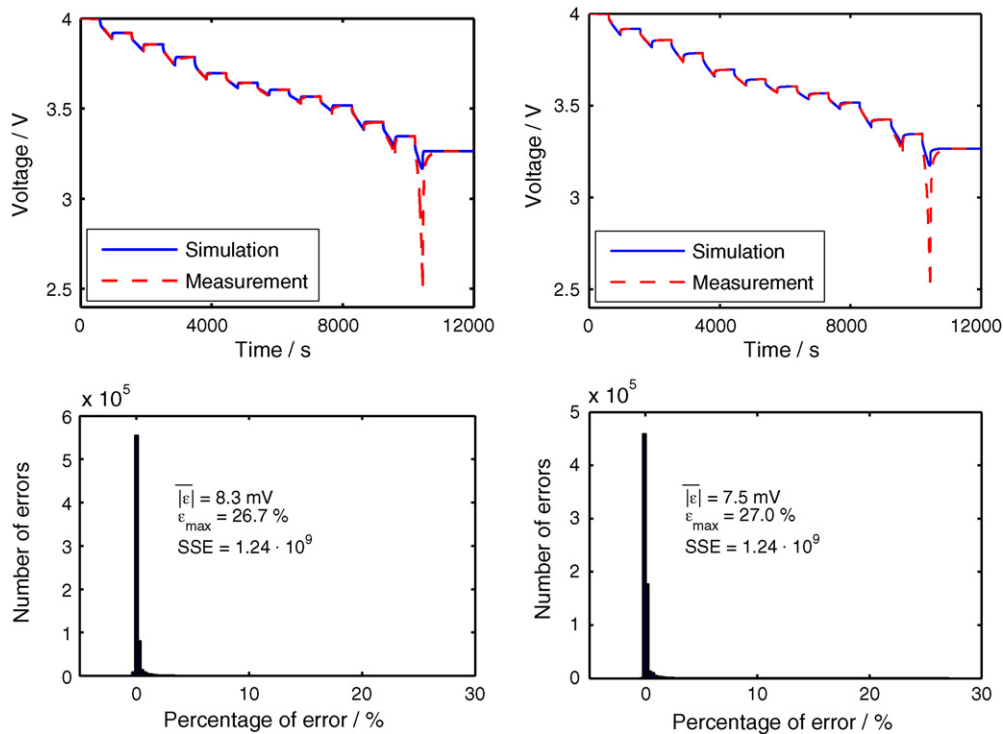 4
3.5
3
2.5
Voltage / V
Simulation
Measurement
0
4000
8000
12000
Time / s
4
3.5
3
2.5
Voltage / V
Simulation
Measurement
0
4000
8000
12000
Time / s
x 10^5
6
5
4
3
2
1
0
Number of errors
|ε| = 8.3 mV
ε_max = 26.7 %
SSE = 1.24 · 10^9
0
10
20
30
Percentage of error / %
x 10^5
5
4
3
2
1
0
Number of errors
|ε| = 7.5 mV
ε_max = 27.0 %
SSE = 1.24 · 10^9
0
10
20
30
Percentage of error / %